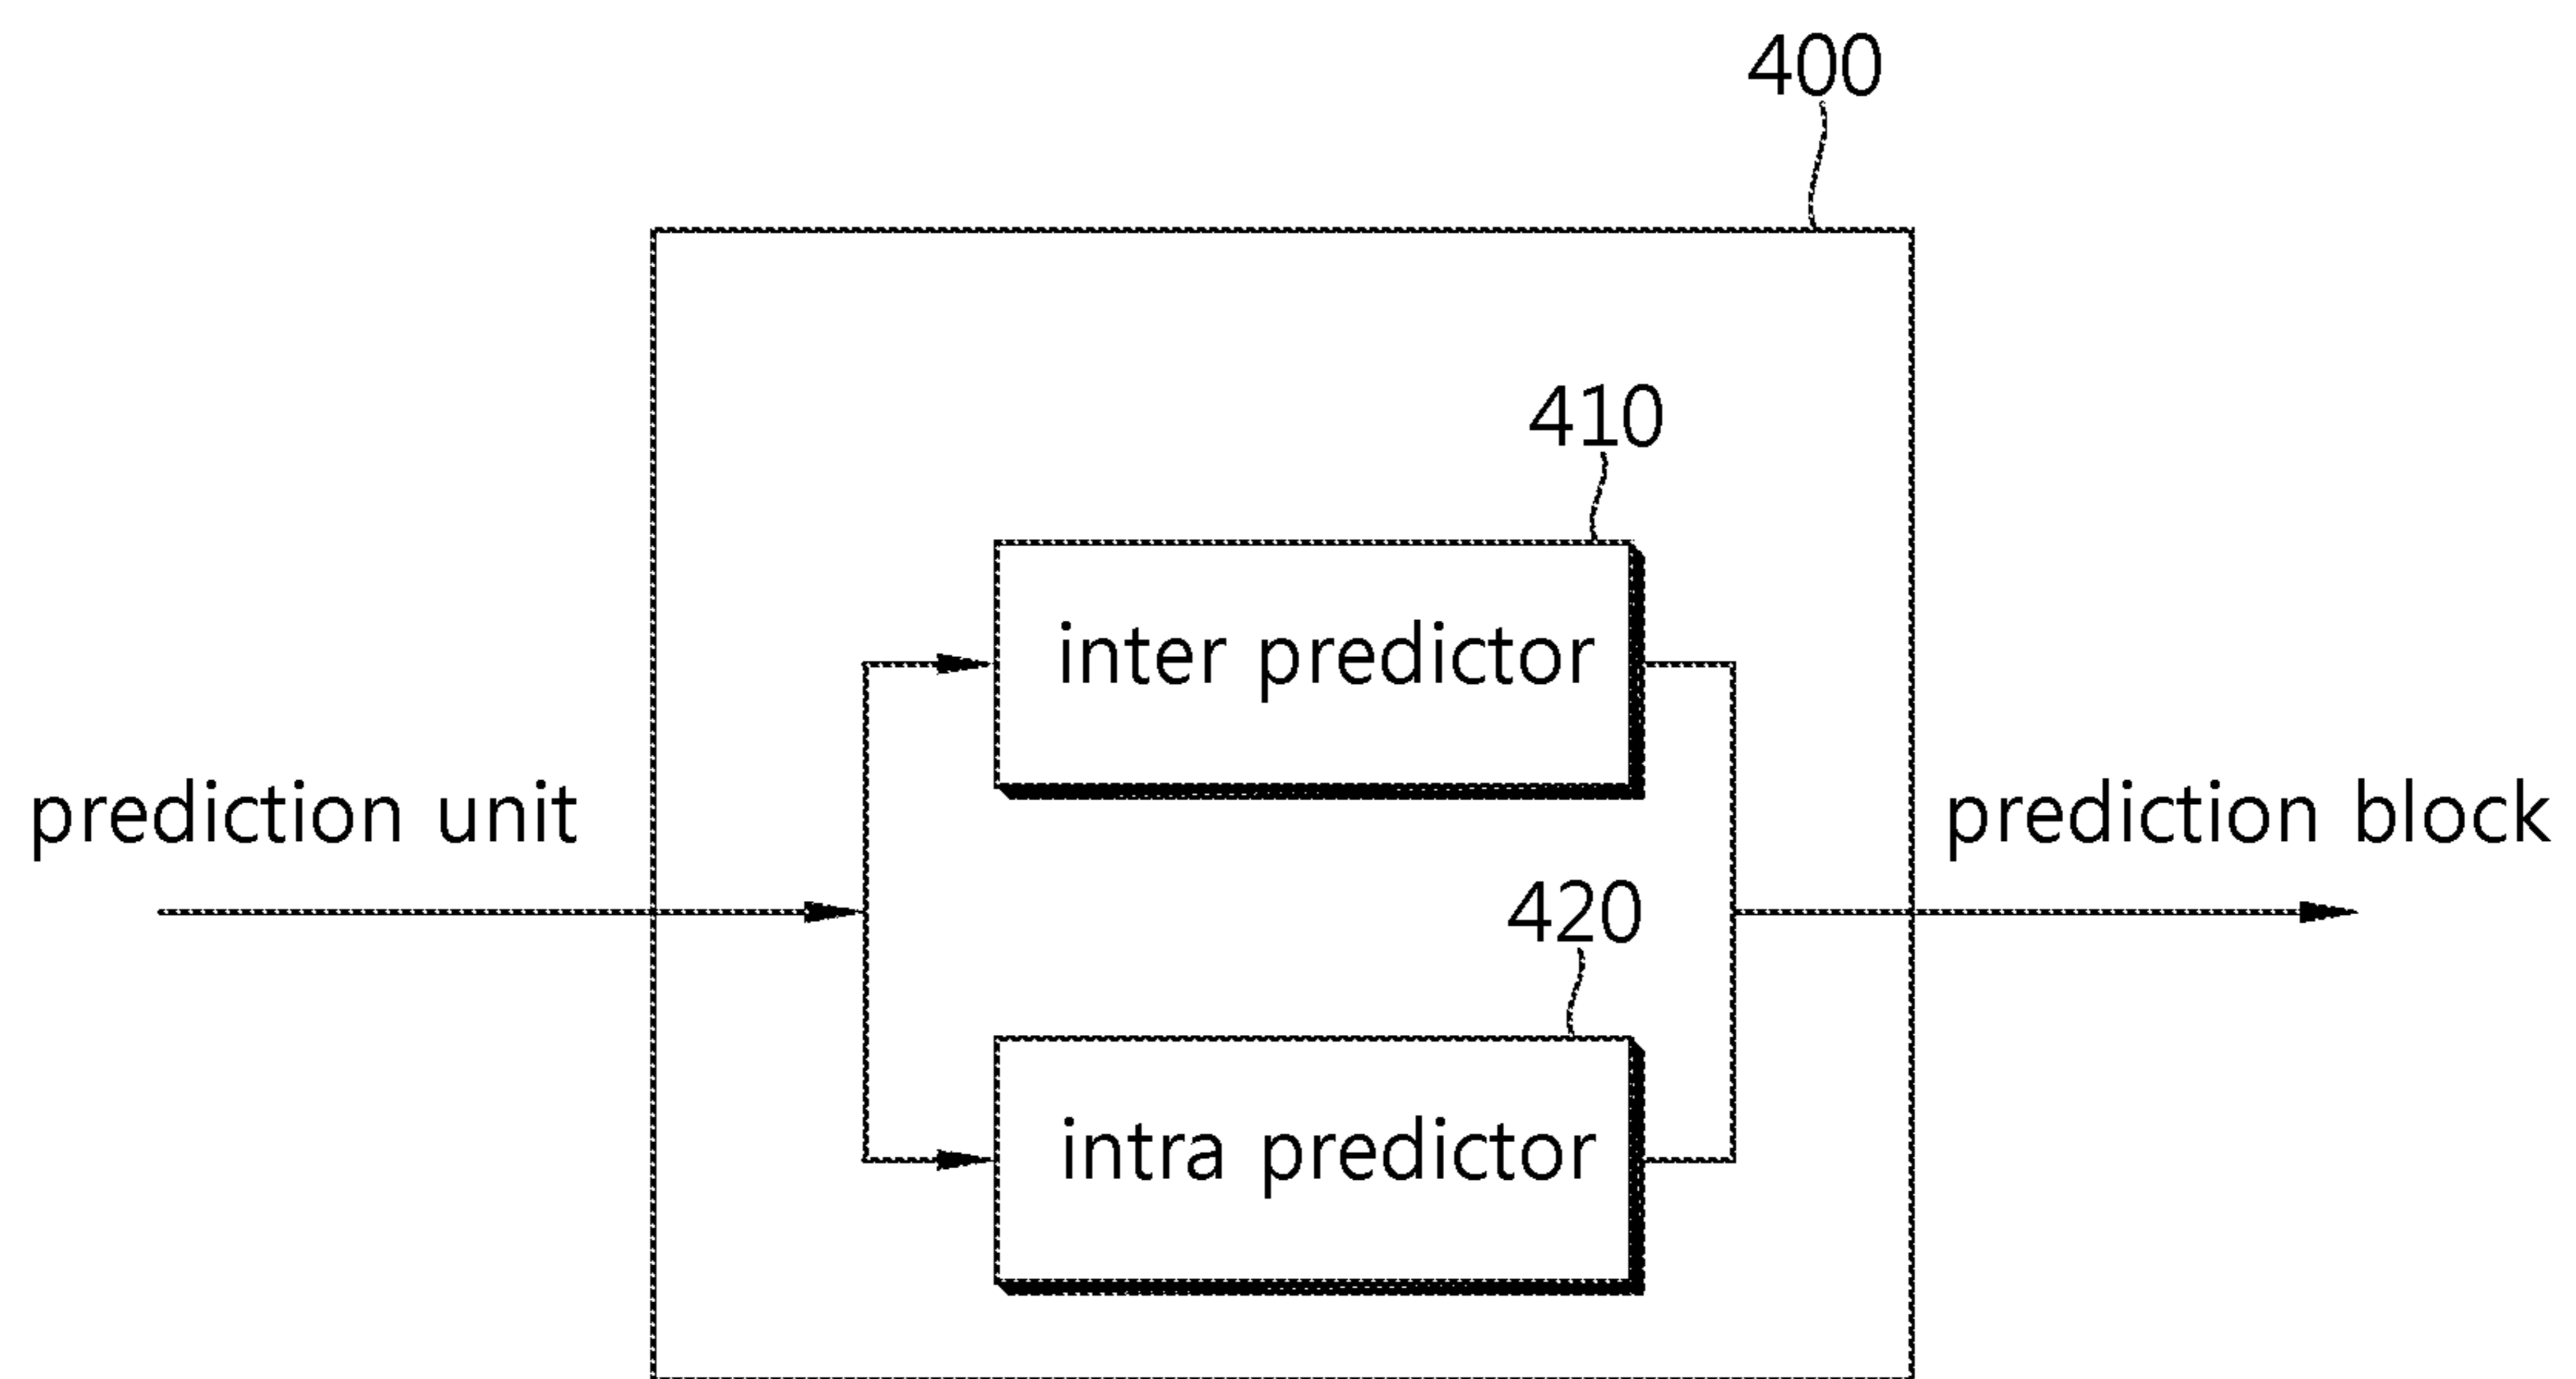 400
410
inter predictor
prediction unit
prediction block
420
intra predictor